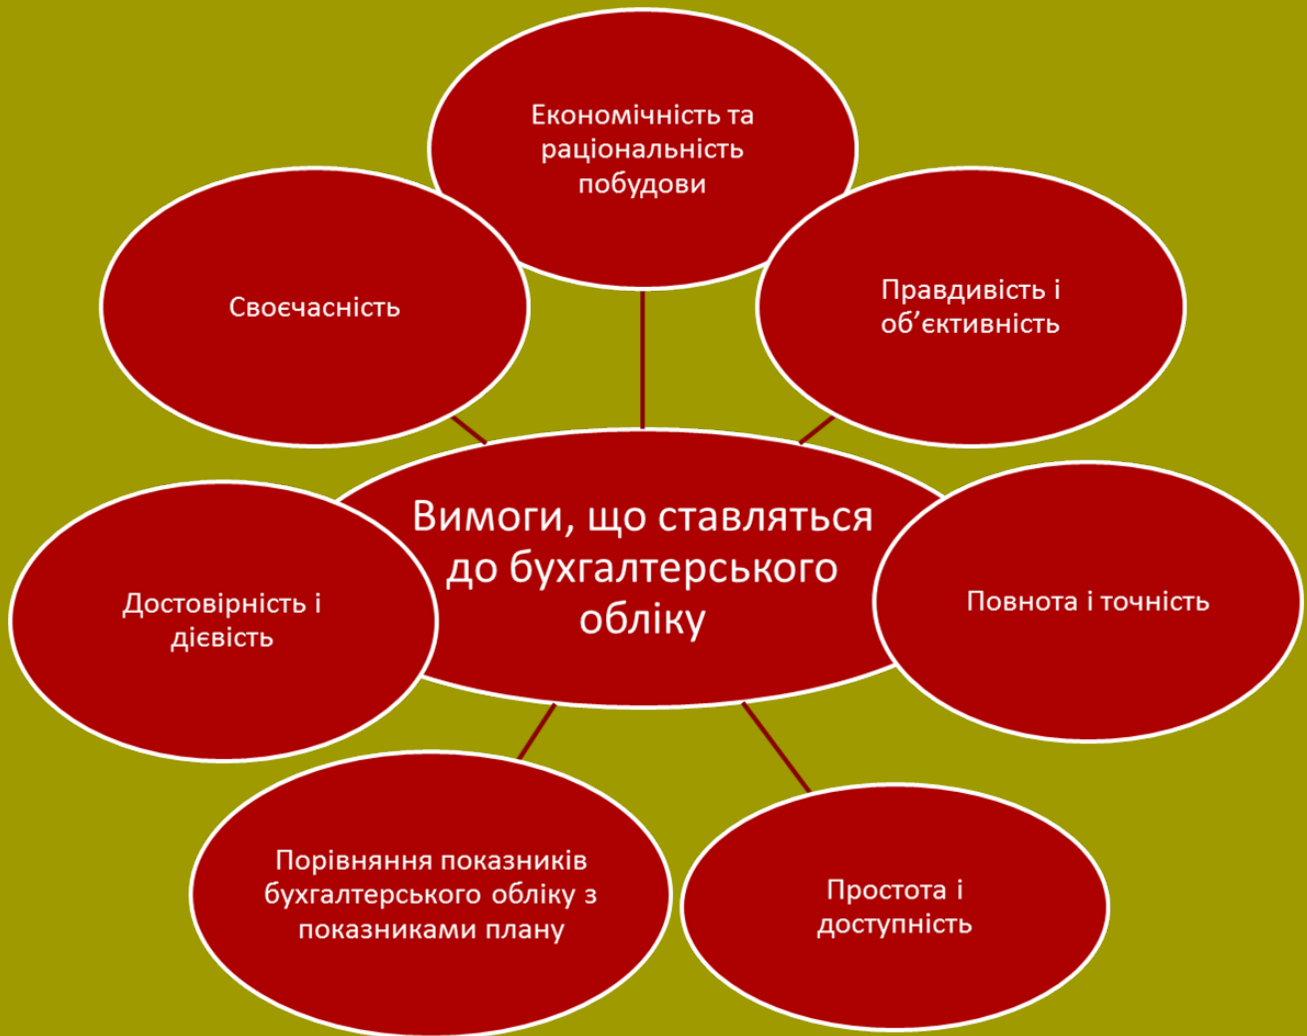 Економічність та
раціональність
побудови
Своєчасність
Правдивість і
об’єктивність
Вимоги, що ставляться
до бухгалтерського
обліку
Достовірність і
дієвість
Повнота і точність
Порівняння показників
бухгалтерського обліку з
показниками плану
Простота і
доступність